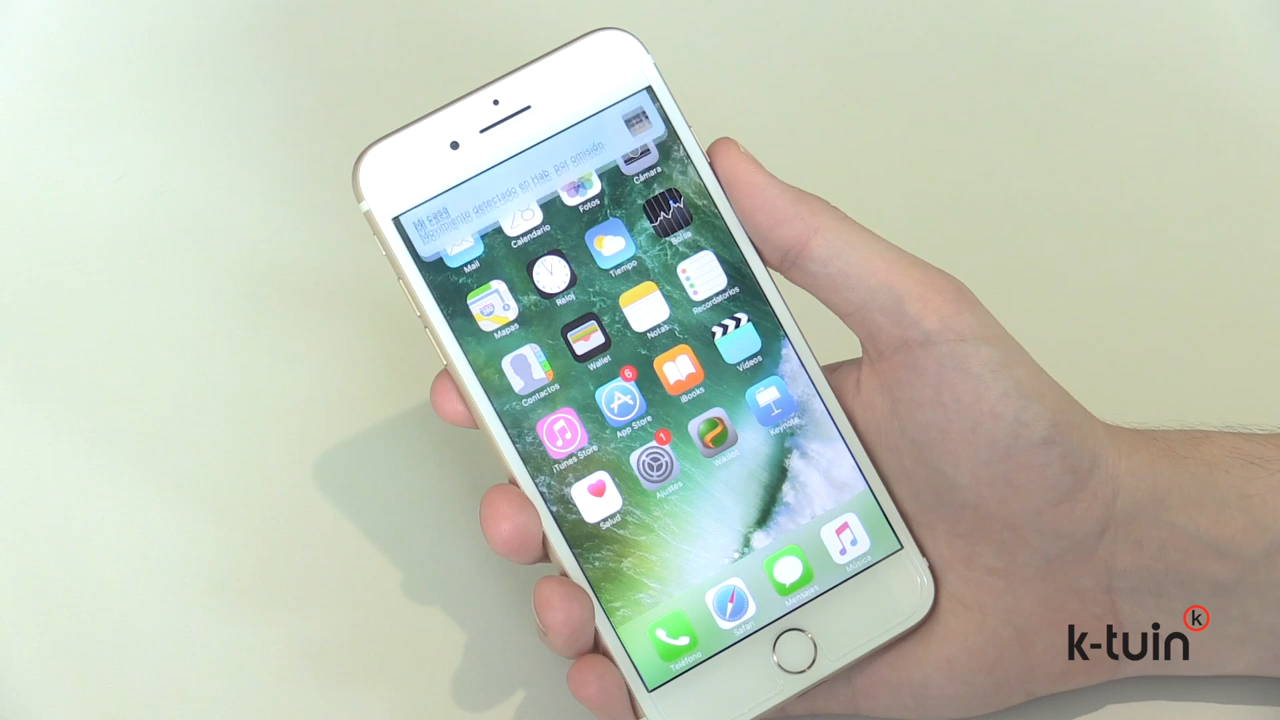 Mi casa
Movimiento detectado en Hab. por omisión.
Mail
Calendario
28
Fotos
Cámara
Mapas
Reloj
Tiempo
Bolsa
Contactos
Wallet
Notas
Recordatorios
iTunes Store
App Store
6
iBooks
Vídeos
Salud
Ajustes
1
Wikiloc
Keynote
Teléfono
Safari
Mensajes
Música
k-tuin
k